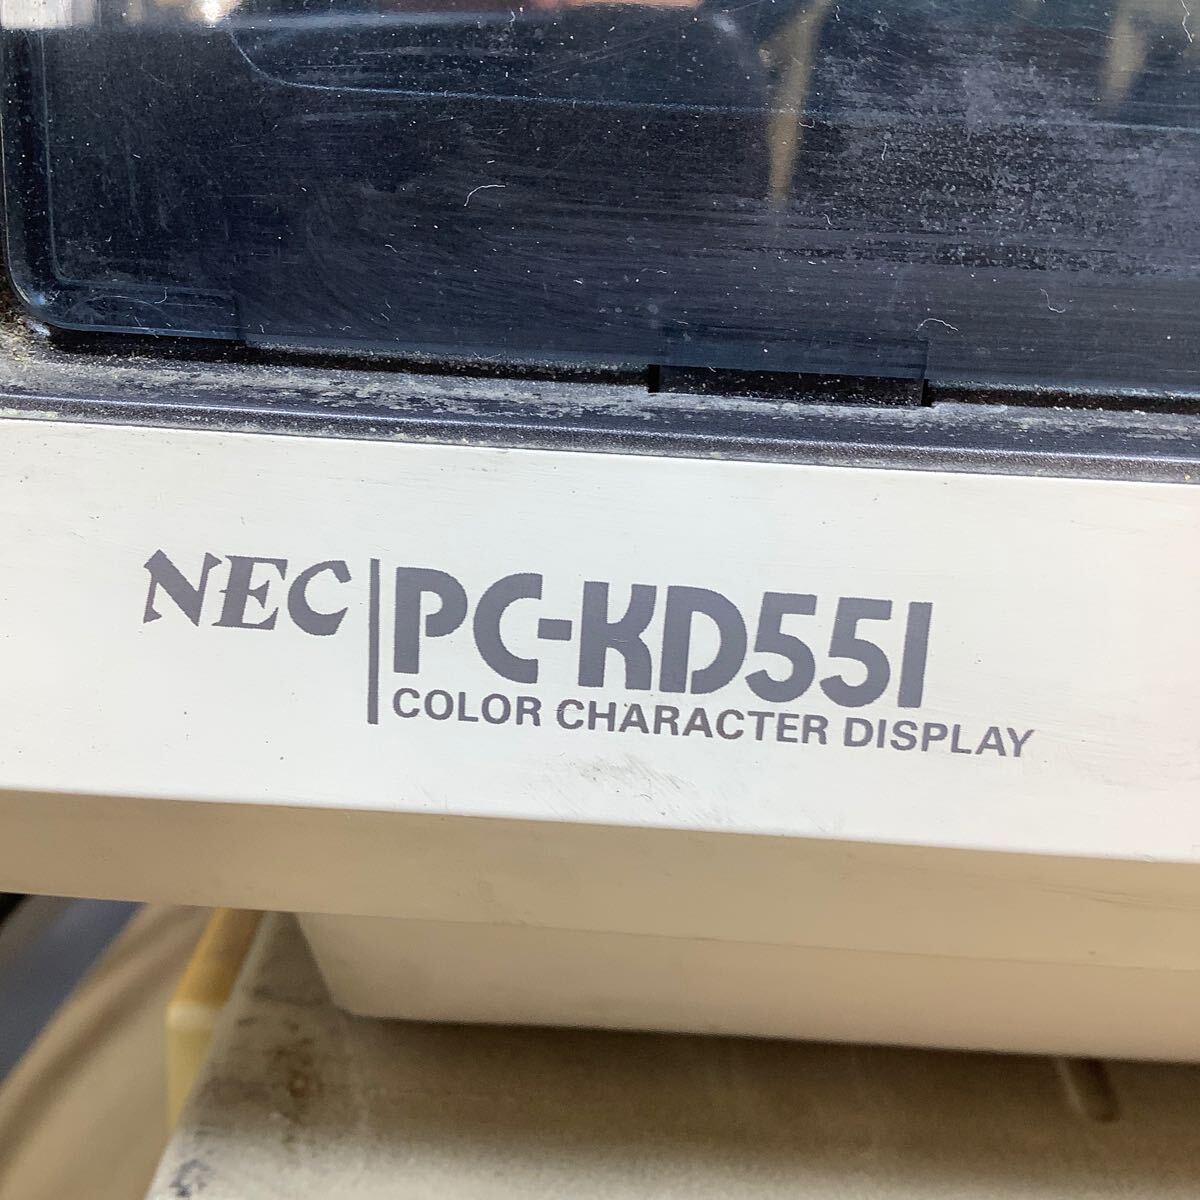 NEC PC-KD551
COLOR CHARACTER DISPLAY